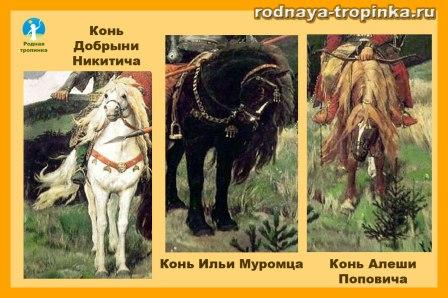 rodnaya-tropinka.ru
Родная
тропинка
Конь
Добрыни
Никитича
Конь Ильи Муромца
Конь Алеши
Поповича